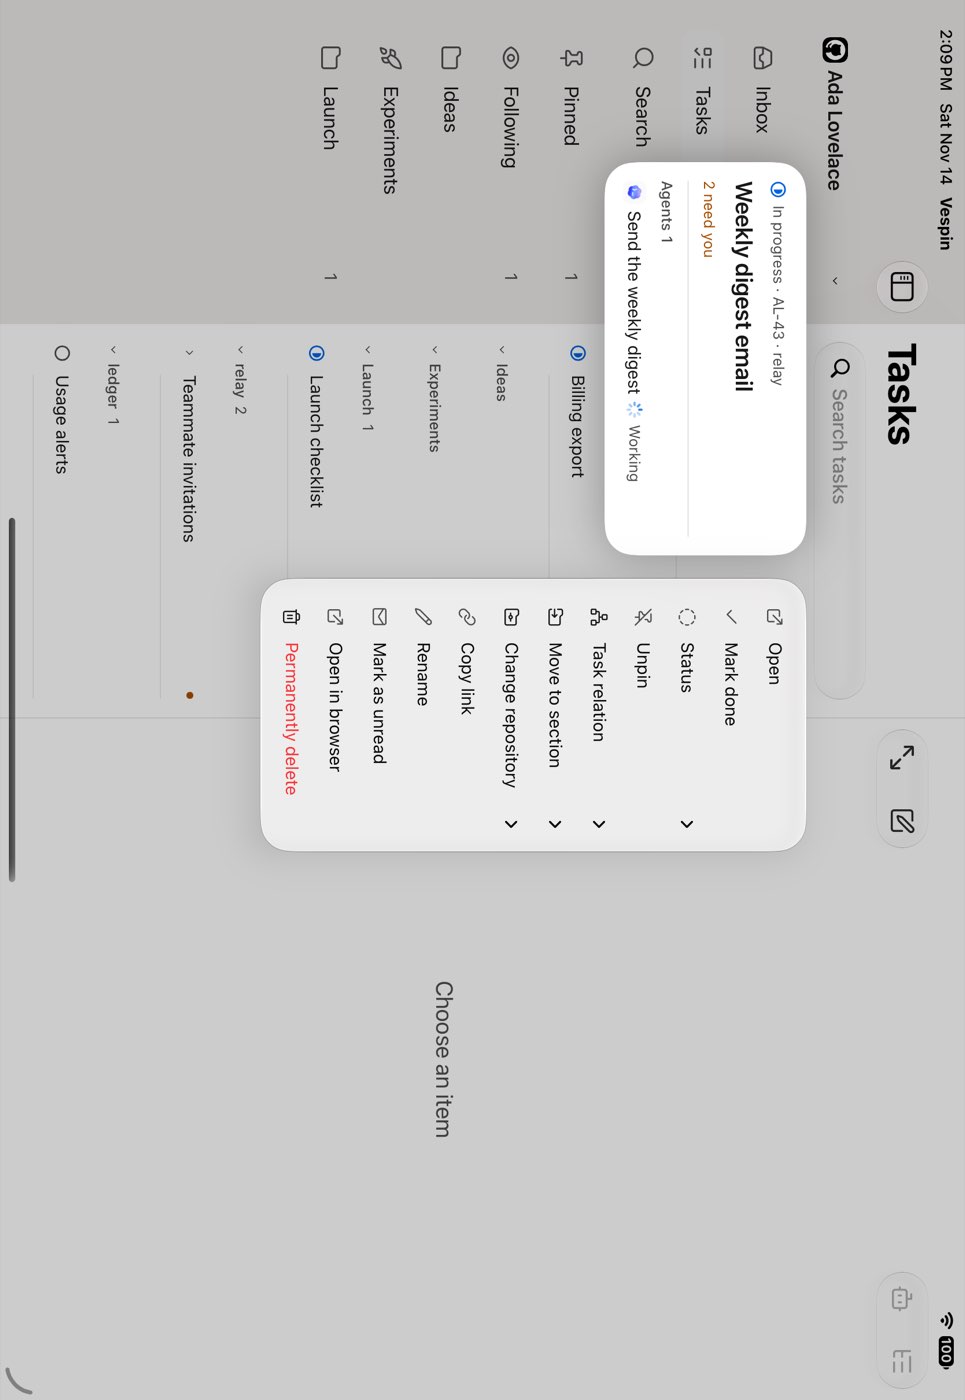 2:09 PM Sat Nov 14 Vespin
100
Ada Lovelace
Inbox
Tasks
Search
Pinned 1
Following 1
Ideas
Experiments
Launch 1
Tasks
Search tasks
In progress · AL-43 · relay
Weekly digest email
2 need you
Agents 1
Send the weekly digest Working
Billing export
Ideas
Experiments
Launch 1
Launch checklist
relay 2
Teammate invitations
ledger 1
Usage alerts
Open
Mark done
Status
Unpin
Task relation
Move to section
Change repository
Copy link
Rename
Mark as unread
Open in browser
Permanently delete
Choose an item